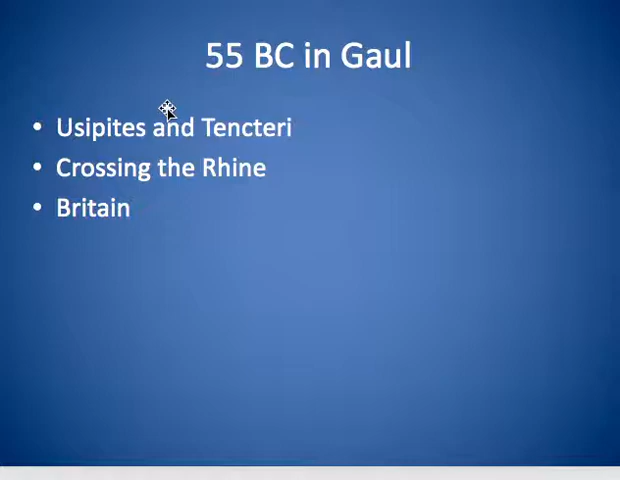 55 BC in Gaul
• Usipites and Tencteri
• Crossing the Rhine
• Britain